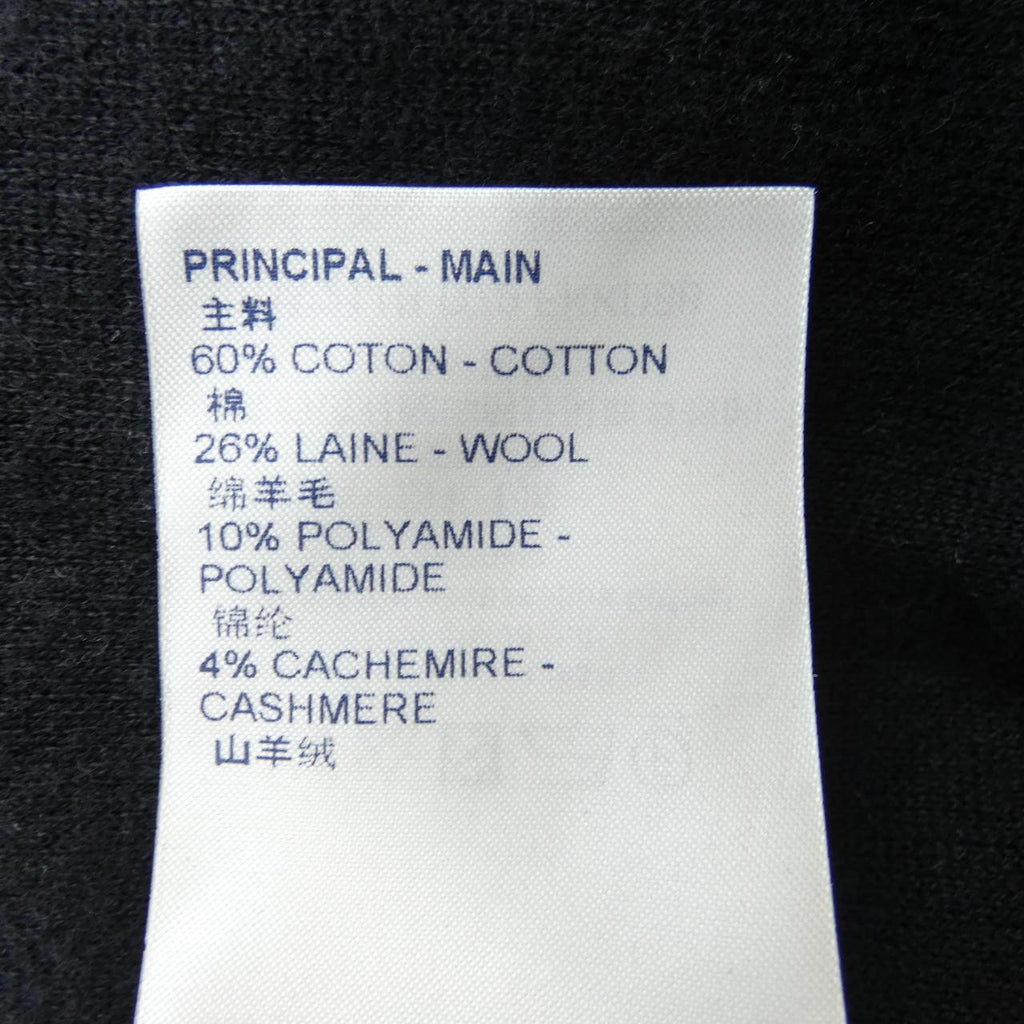 PRINCIPAL - MAIN
主料
60% COTON - COTTON
棉
26% LAINE - WOOL
绵羊毛
10% POLYAMIDE -
POLYAMIDE
锦纶
4% CACHEMIRE -
CASHMERE
山羊绒